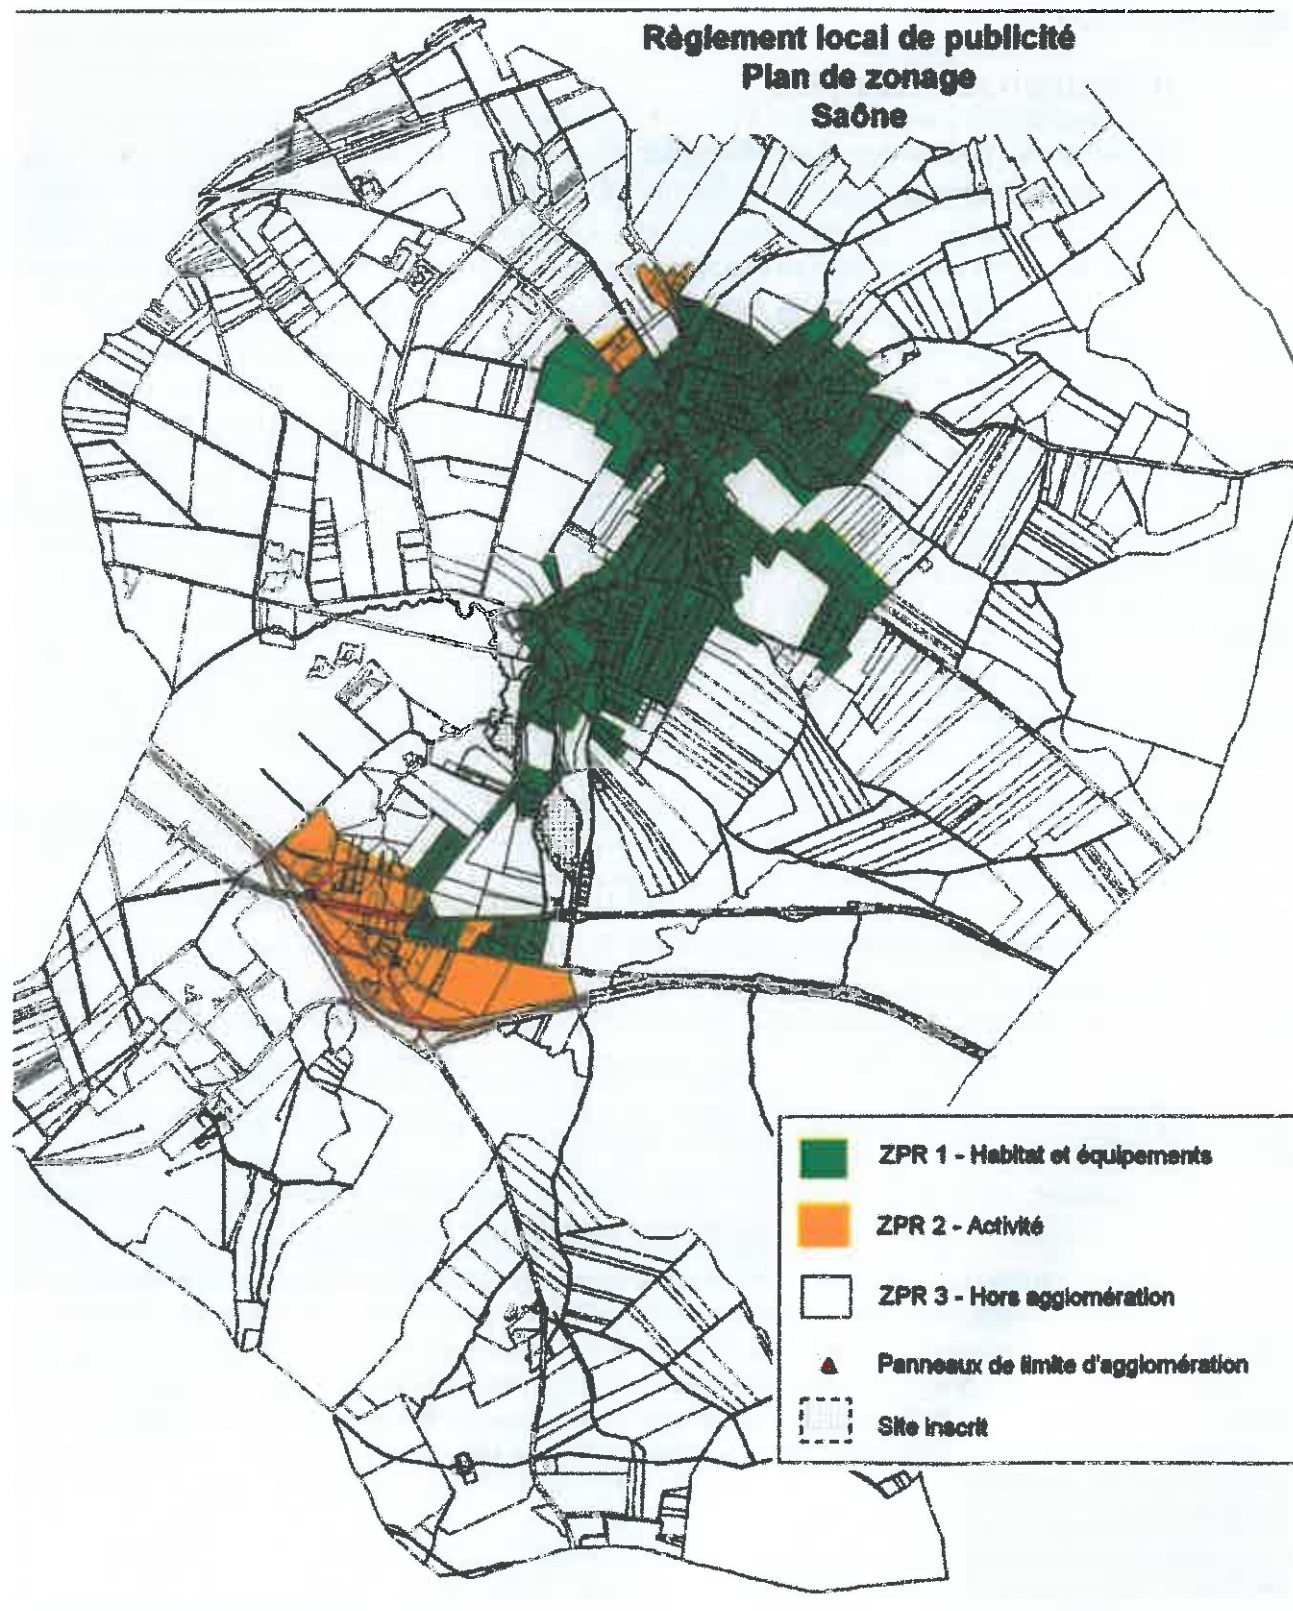 Règlement local de publicité
Plan de zonage
Saône
ZPR 1 - Habitat et équipements
ZPR 2 - Activité
ZPR 3 - Hors agglomération
Panneaux de limite d'agglomération
Site inscrit